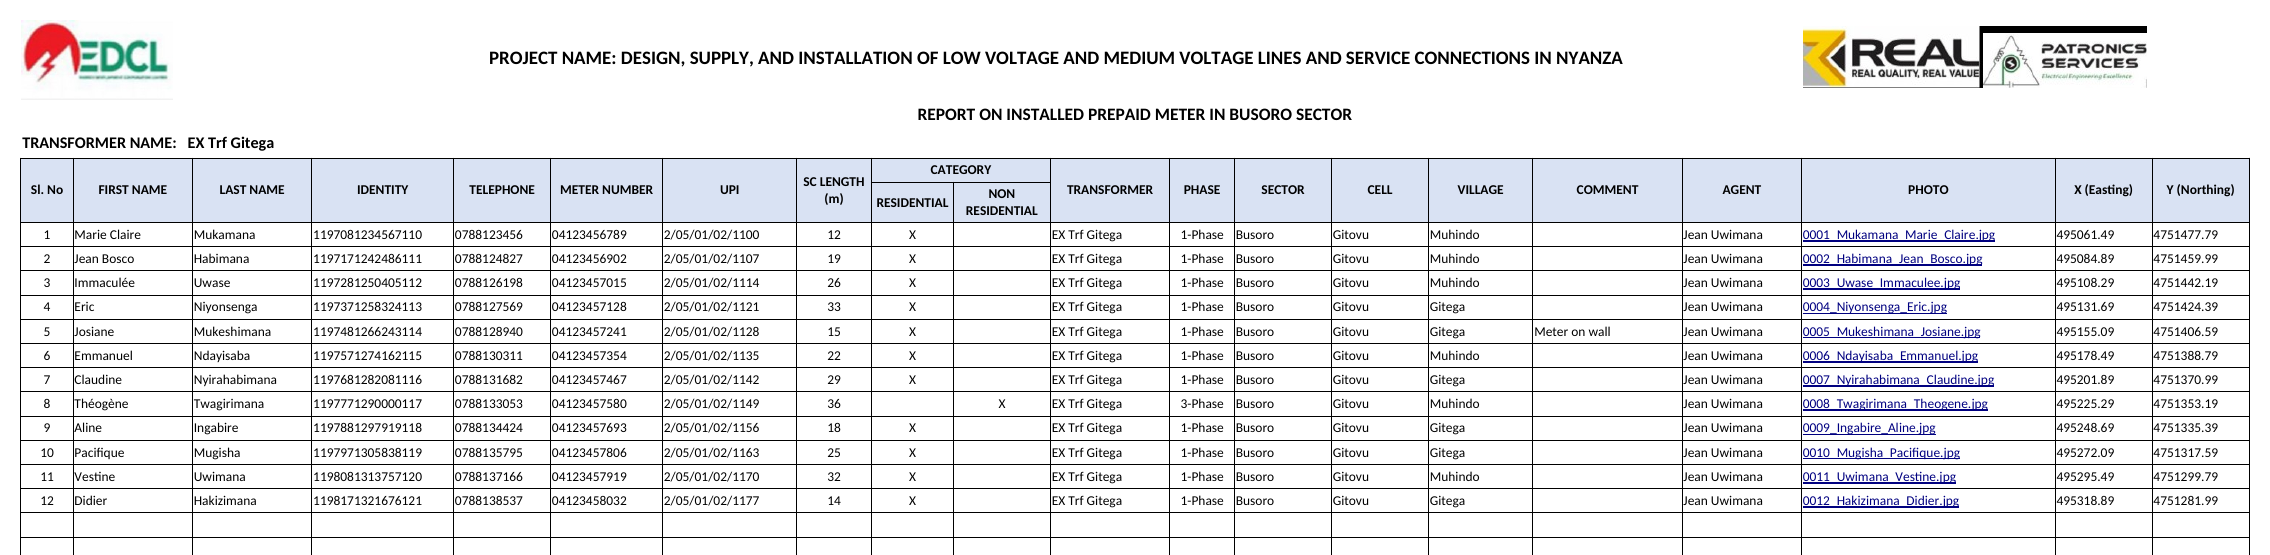 EDCL
PROJECT NAME: DESIGN, SUPPLY, AND INSTALLATION OF LOW VOLTAGE AND MEDIUM VOLTAGE LINES AND SERVICE CONNECTIONS IN NYANZA
REAL
REAL QUALITY, REAL VALUE
PATRONICS
SERVICES
Electrical Engineering Excellence
REPORT ON INSTALLED PREPAID METER IN BUSORO SECTOR
TRANSFORMER NAME: EX Trf Gitega
Sl. No FIRST NAME LAST NAME IDENTITY TELEPHONE METER NUMBER UPI SC LENGTH (m) CATEGORY RESIDENTIAL NON RESIDENTIAL TRANSFORMER PHASE SECTOR CELL VILLAGE COMMENT AGENT PHOTO X (Easting) Y (Northing)
1 Marie Claire Mukamana 1197081234567110 0788123456 04123456789 2/05/01/02/1100 12 X EX Trf Gitega 1-Phase Busoro Gitovu Muhindo Jean Uwimana 0001_Mukamana_Marie_Claire.jpg 495061.49 4751477.79
2 Jean Bosco Habimana 1197171242486111 0788124827 04123456902 2/05/01/02/1107 19 X EX Trf Gitega 1-Phase Busoro Gitovu Muhindo Jean Uwimana 0002_Habimana_Jean_Bosco.jpg 495084.89 4751459.99
3 Immaculée Uwase 1197281250405112 0788126198 04123457015 2/05/01/02/1114 26 X EX Trf Gitega 1-Phase Busoro Gitovu Muhindo Jean Uwimana 0003_Uwase_Immaculee.jpg 495108.29 4751442.19
4 Eric Niyonsenga 1197371258324113 0788127569 04123457128 2/05/01/02/1121 33 X EX Trf Gitega 1-Phase Busoro Gitovu Gitega Jean Uwimana 0004_Niyonsenga_Eric.jpg 495131.69 4751424.39
5 Josiane Mukeshimana 1197481266243114 0788128940 04123457241 2/05/01/02/1128 15 X EX Trf Gitega 1-Phase Busoro Gitovu Gitega Meter on wall Jean Uwimana 0005_Mukeshimana_Josiane.jpg 495155.09 4751406.59
6 Emmanuel Ndayisaba 1197571274162115 0788130311 04123457354 2/05/01/02/1135 22 X EX Trf Gitega 1-Phase Busoro Gitovu Muhindo Jean Uwimana 0006_Ndayisaba_Emmanuel.jpg 495178.49 4751388.79
7 Claudine Nyirahabimana 1197681282081116 0788131682 04123457467 2/05/01/02/1142 29 X EX Trf Gitega 1-Phase Busoro Gitovu Gitega Jean Uwimana 0007_Nyirahabimana_Claudine.jpg 495201.89 4751370.99
8 Théogène Twagirimana 1197771290000117 0788133053 04123457580 2/05/01/02/1149 36 X EX Trf Gitega 3-Phase Busoro Gitovu Muhindo Jean Uwimana 0008_Twagirimana_Theogene.jpg 495225.29 4751353.19
9 Aline Ingabire 1197881297919118 0788134424 04123457693 2/05/01/02/1156 18 X EX Trf Gitega 1-Phase Busoro Gitovu Gitega Jean Uwimana 0009_Ingabire_Aline.jpg 495248.69 4751335.39
10 Pacifique Mugisha 1197971305838119 0788135795 04123457806 2/05/01/02/1163 25 X EX Trf Gitega 1-Phase Busoro Gitovu Gitega Jean Uwimana 0010_Mugisha_Pacifique.jpg 495272.09 4751317.59
11 Vestine Uwimana 1198081313757120 0788137166 04123457919 2/05/01/02/1170 32 X EX Trf Gitega 1-Phase Busoro Gitovu Muhindo Jean Uwimana 0011_Uwimana_Vestine.jpg 495295.49 4751299.79
12 Didier Hakizimana 1198171321676121 0788138537 04123458032 2/05/01/02/1177 14 X EX Trf Gitega 1-Phase Busoro Gitovu Gitega Jean Uwimana 0012_Hakizimana_Didier.jpg 495318.89 4751281.99